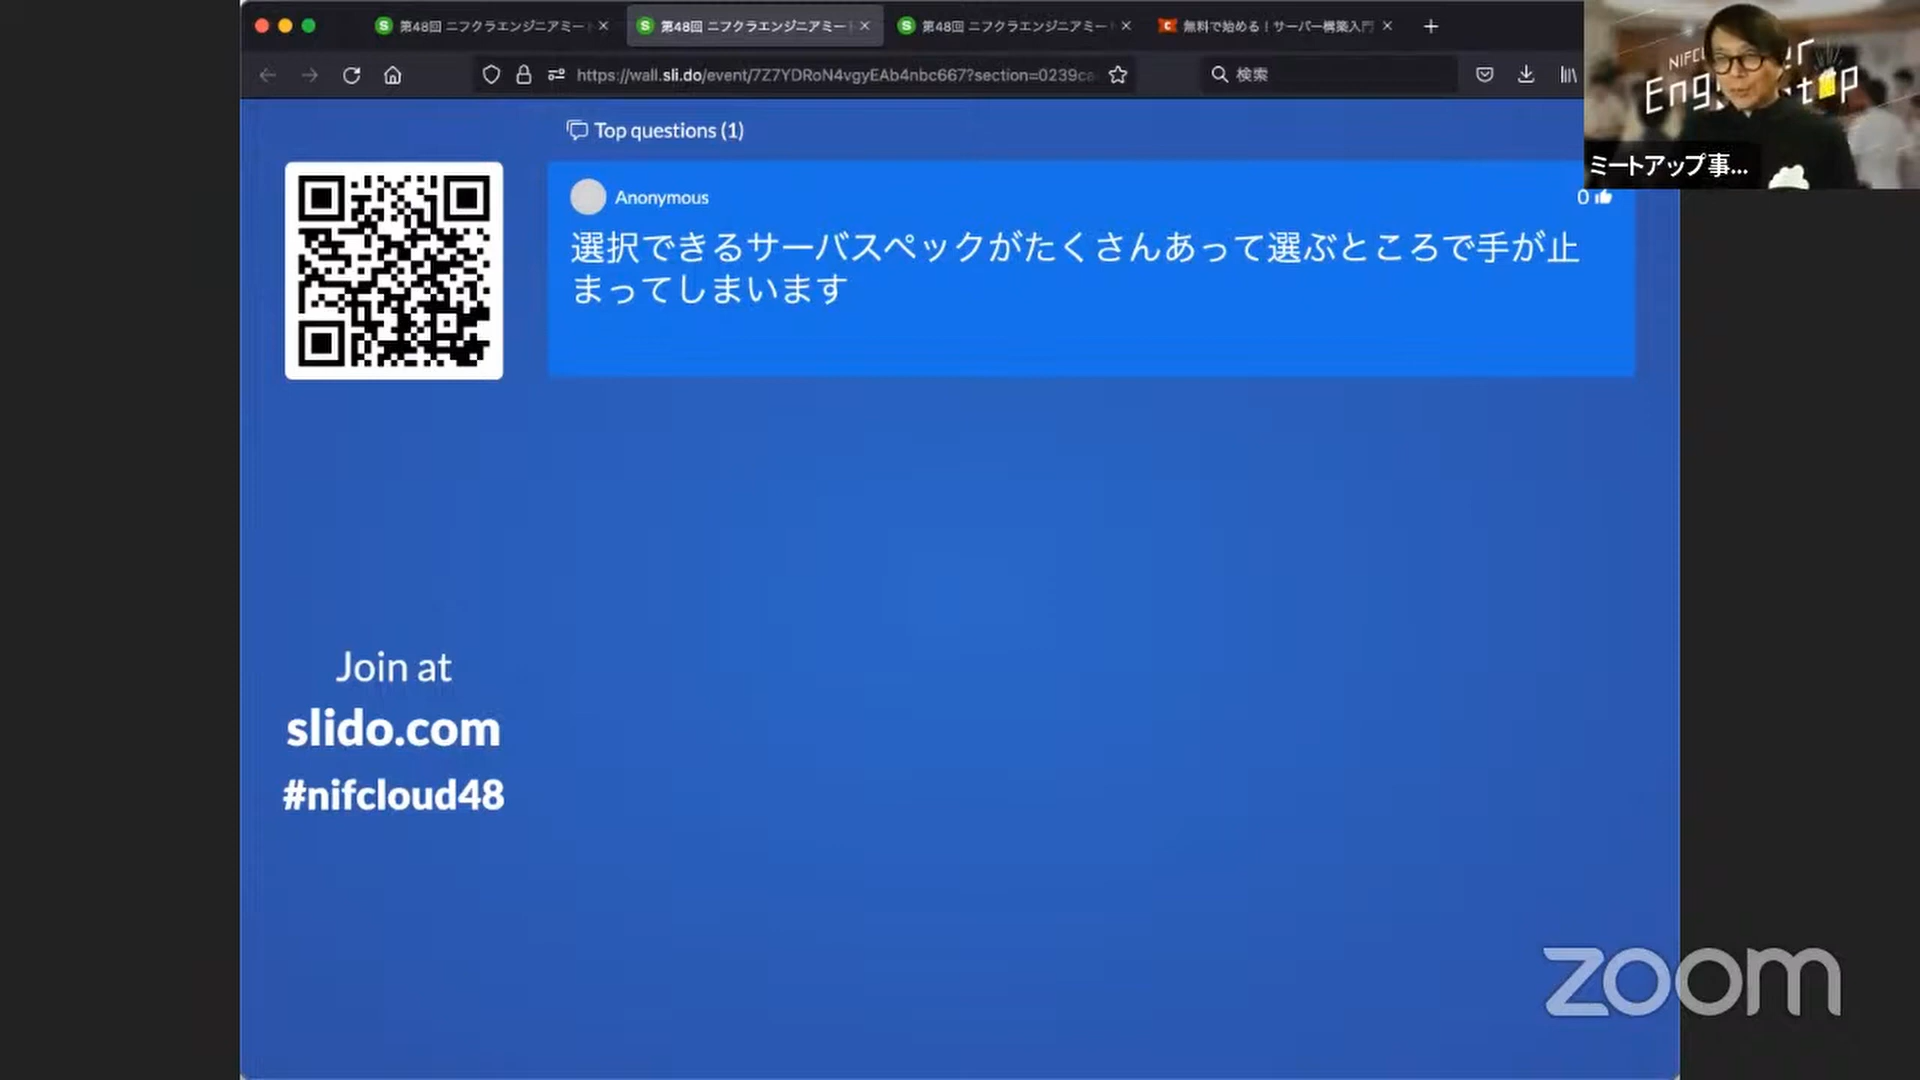 第48回 ニフクラエンジニアミー
第48回 ニフクラエンジニアミー
第48回 ニフクラエンジニアミート
無料で始める！サーバー構築入門
https://wall.sli.do/event/7Z7YDRoN4vgyEAb4nbc667?section=0239ca
検索
Top questions (1)
Anonymous
0
選択できるサーバスペックがたくさんあって選ぶところで手が止
まってしまいます
ミートアップ事...
Join at
slido.com
#nifcloud48
zoom